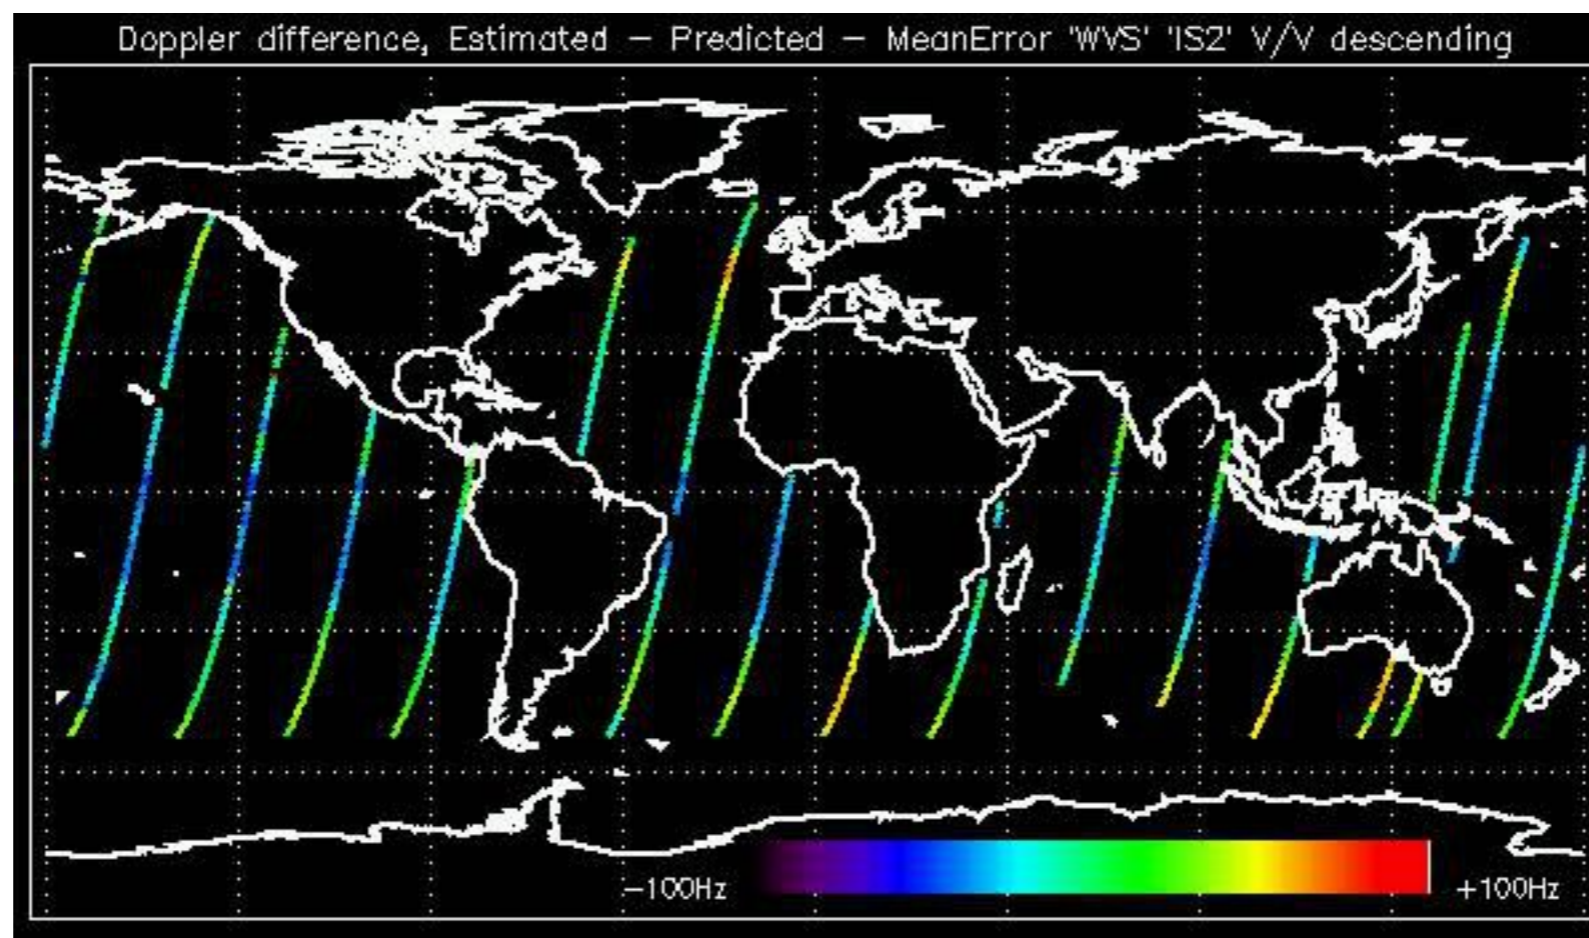 Doppler difference, Estimated - Predicted - MeanError 'WVS' 'IS2' V/V descending
-100Hz +100Hz